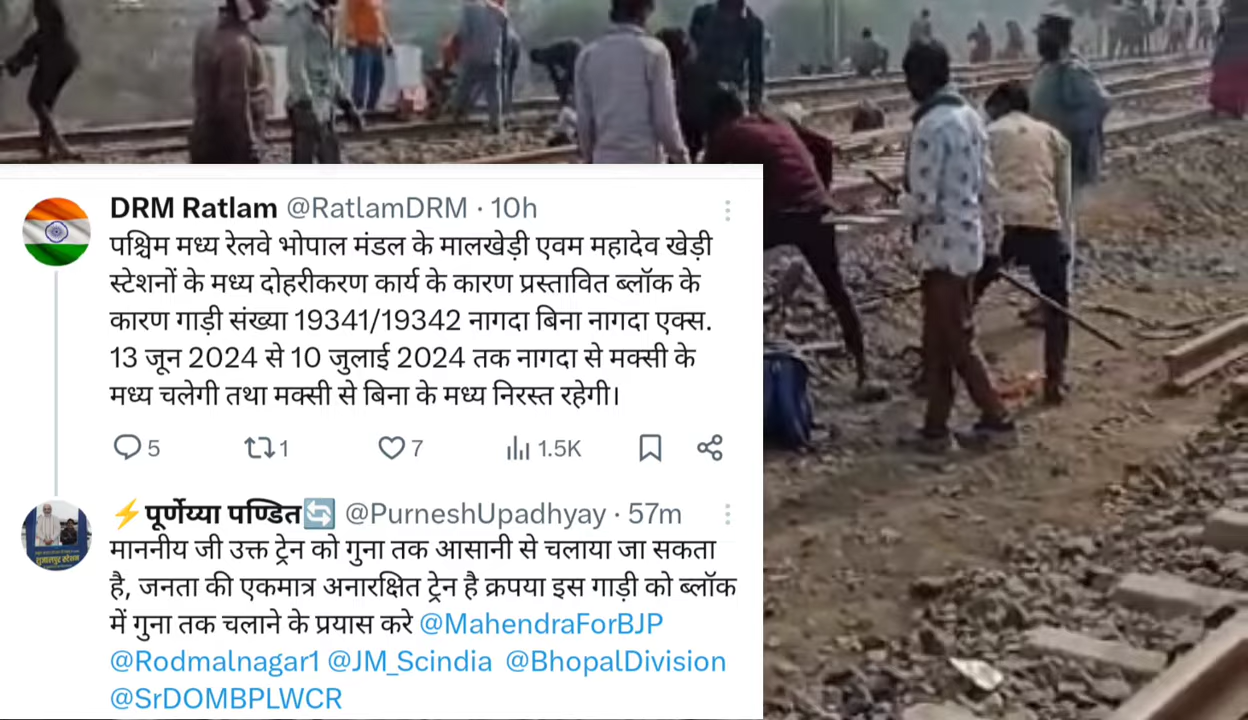 DRM Ratlam @RatlamDRM · 10h
पश्चिम मध्य रेलवे भोपाल मंडल के मालखेड़ी एवम महादेव खेड़ी
स्टेशनों के मध्य दोहरीकरण कार्य के कारण प्रस्तावित ब्लॉक के
कारण गाड़ी संख्या 19341/19342 नागदा बिना नागदा एक्स.
13 जून 2024 से 10 जुलाई 2024 तक नागदा से मक्सी के
मध्य चलेगी तथा मक्सी से बिना के मध्य निरस्त रहेगी।
5 1 7 1.5K
⚡पूर्णेय्या पण्डित🔄 @PurneshUpadhyay · 57m
माननीय जी उक्त ट्रेन को गुना तक आसानी से चलाया जा सकता
है, जनता की एकमात्र अनारक्षित ट्रेन है क्रपया इस गाड़ी को ब्लॉक
में गुना तक चलाने के प्रयास करे @MahendraForBJP
@Rodmalnagar1 @JM_Scindia @BhopalDivision
@SrDOMBPLWCR